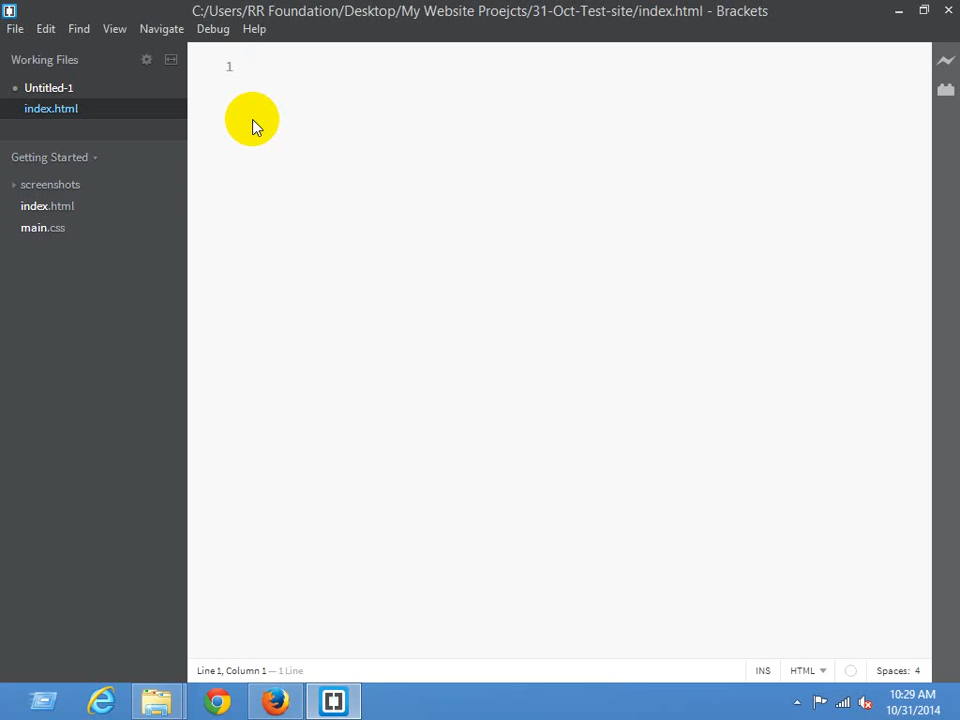 C:/Users/RR Foundation/Desktop/My Website Proejcts/31-Oct-Test-site/index.html - Brackets
File Edit Find View Navigate Debug Help
Working Files
Untitled-1
index.html
Getting Started
screenshots
index.html
main.css
1
Line 1, Column 1 — 1 Line
INS
HTML
Spaces: 4
10:29 AM
10/31/2014